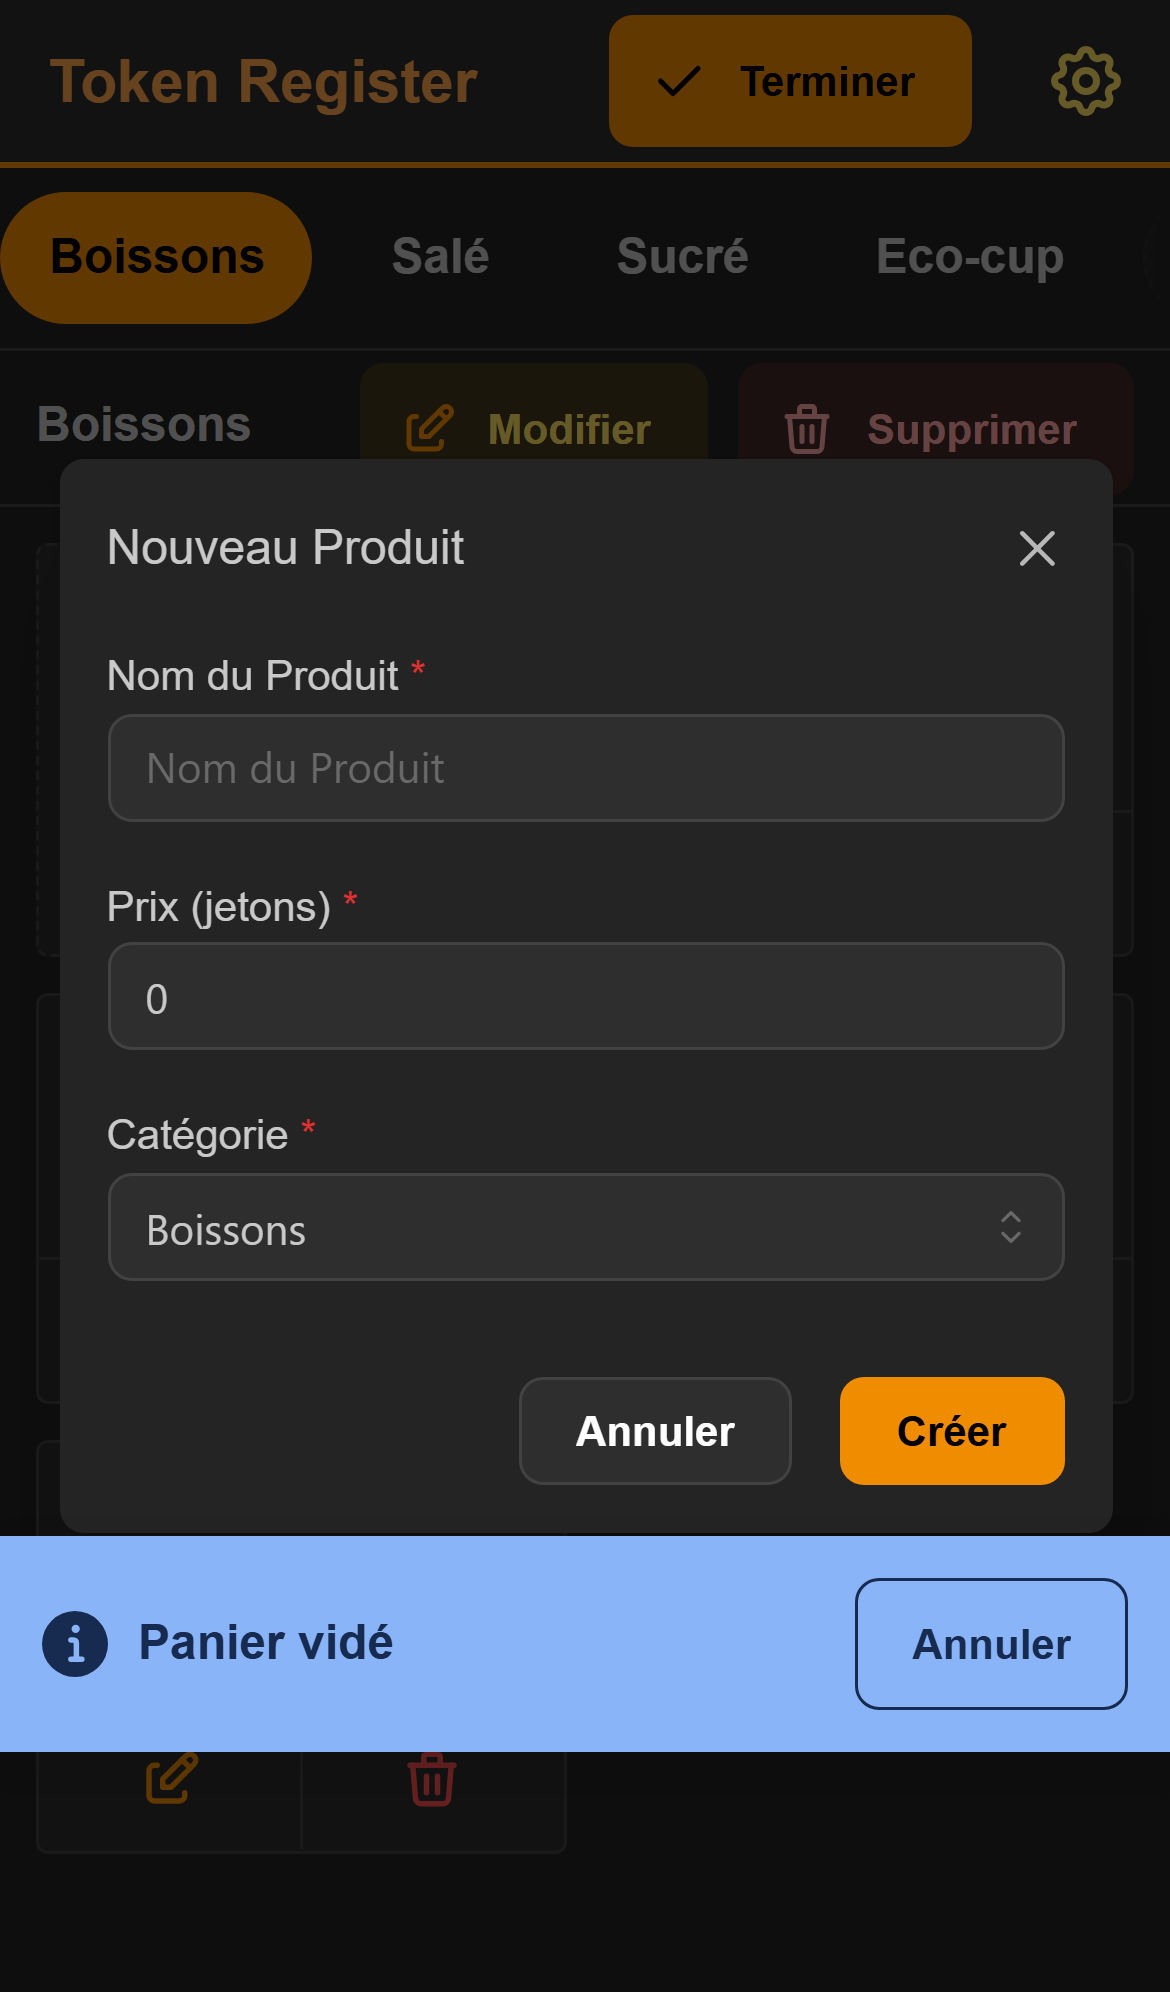 Token Register
Terminer
Boissons
Salé
Sucré
Eco-cup
Boissons
Modifier
Supprimer
Nouveau Produit
Nom du Produit *
Nom du Produit
Prix (jetons) *
0
Catégorie *
Boissons
Annuler
Créer
Panier vidé
Annuler